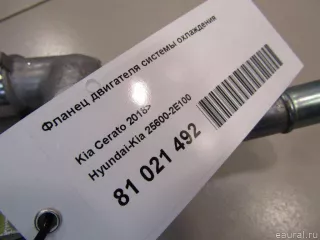 Фланец двигателя системы охлаждения
Kia Cerato 2018>
Hyundai-Kia 25600-2E100
81 021 492
eaural.ru